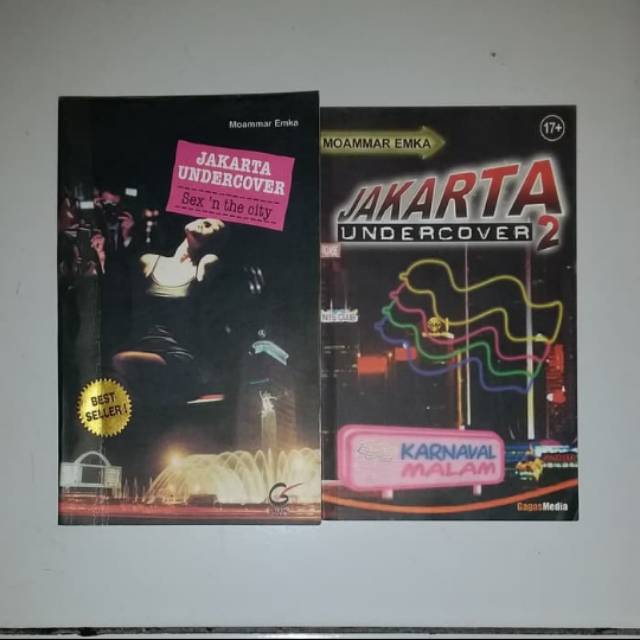 Moammar Emka
JAKARTA
UNDERCOVER
Sex 'n the city
BEST
SELLER!
17+
MOAMMAR EMKA
JAKARTA
UNDERCOVER 2
KARNAVAL
MALAM
GagasMedia